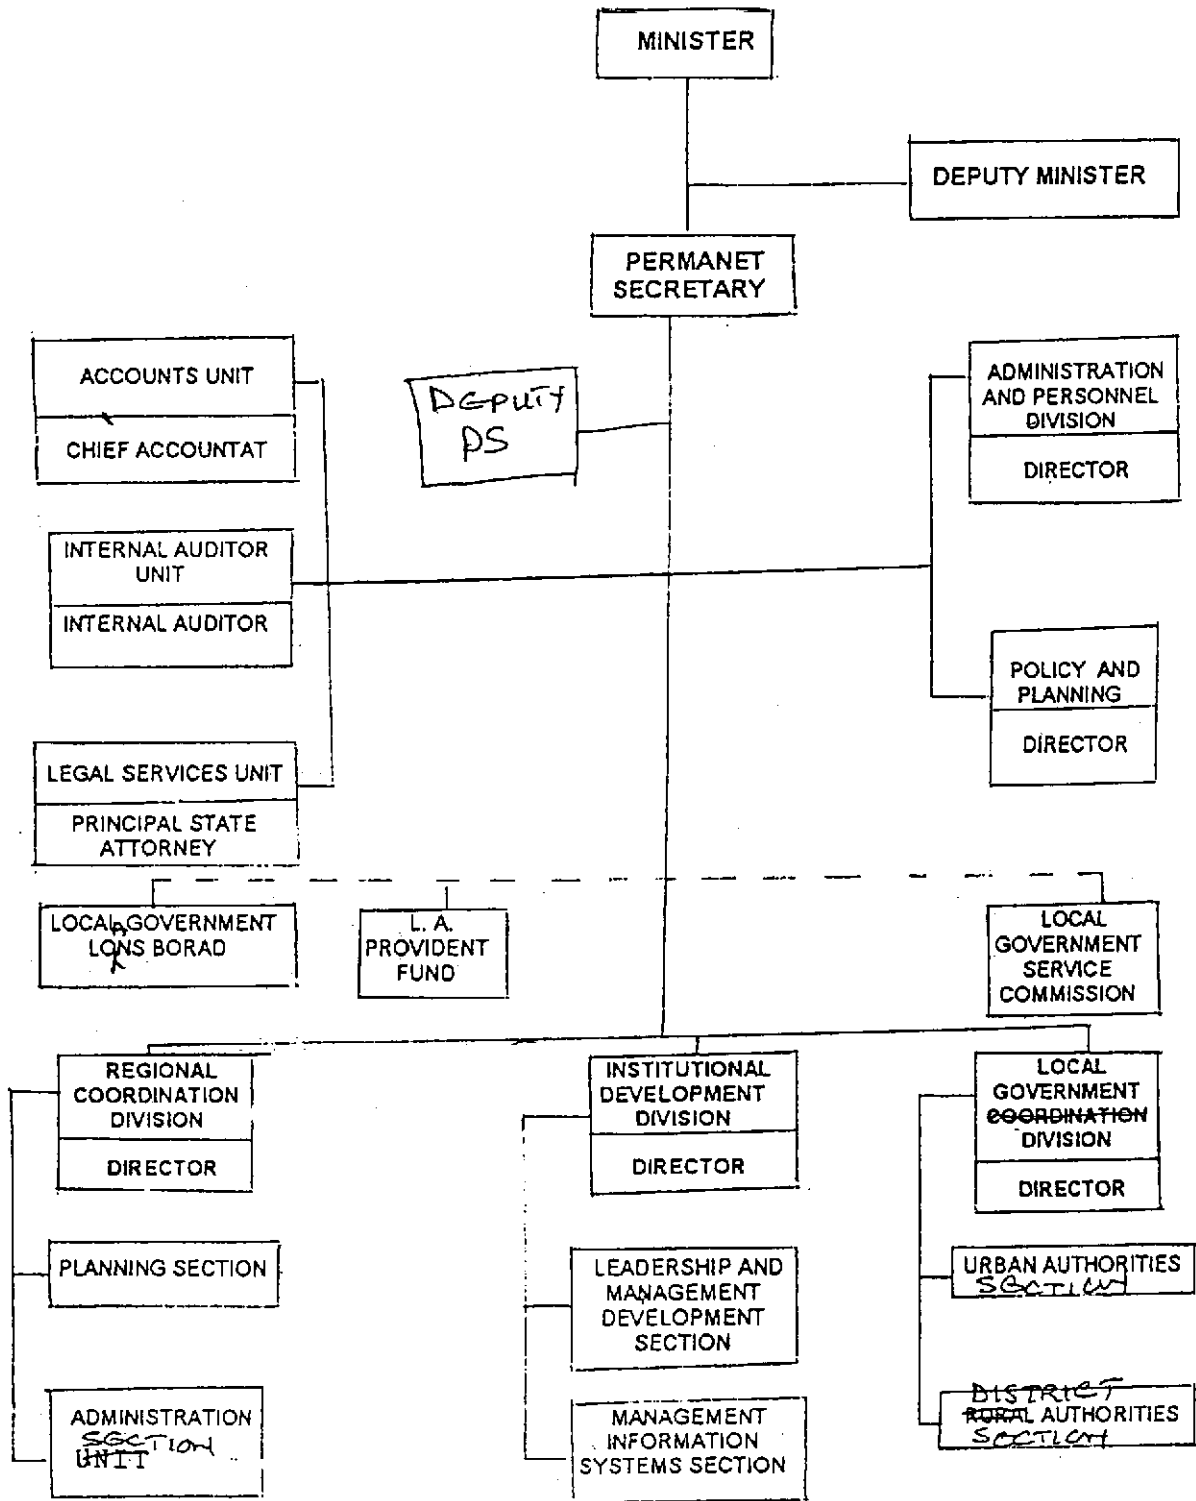 MINISTER
DEPUTY MINISTER
PERMANET
SECRETARY
ACCOUNTS UNIT
CHIEF ACCOUNTAT
DEPUTY
PS
ADMINISTRATION
AND PERSONNEL
DIVISION
DIRECTOR
INTERNAL AUDITOR
UNIT
INTERNAL AUDITOR
POLICY AND
PLANNING
DIRECTOR
LEGAL SERVICES UNIT
PRINCIPAL STATE
ATTORNEY
LOCAL GOVERNMENT
LONS BORAD
A
L. A.
PROVIDENT
FUND
LOCAL
GOVERNMENT
SERVICE
COMMISSION
REGIONAL
COORDINATION
DIVISION
DIRECTOR
INSTITUTIONAL
DEVELOPMENT
DIVISION
DIRECTOR
LOCAL
GOVERNMENT
COORDINATION
DIVISION
DIRECTOR
PLANNING SECTION
LEADERSHIP AND
MANAGEMENT
DEVELOPMENT
SECTION
URBAN AUTHORITIES
SECTION
ADMINISTRATION
SECTION
UNIT
MANAGEMENT
INFORMATION
SYSTEMS SECTION
DISTRICT
RURAL AUTHORITIES
SECTION